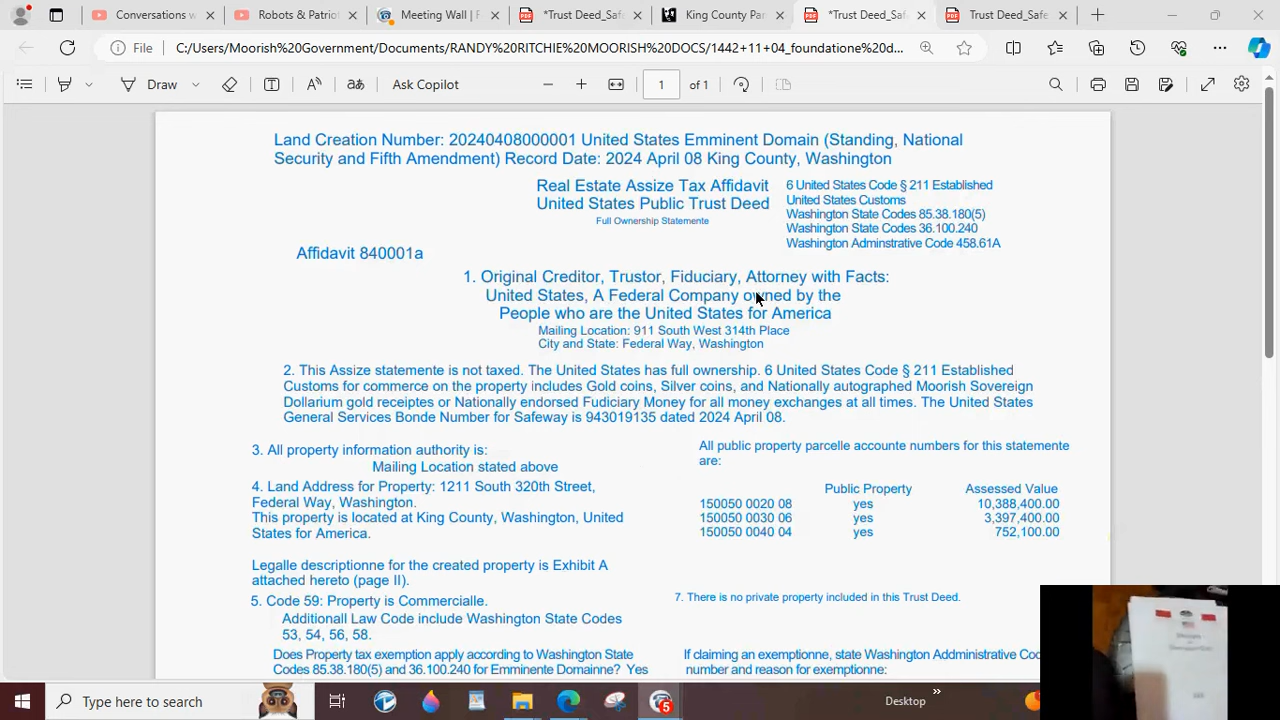 Conversations w
Robots & Patriot
Meeting Wall | F
*Trust Deed_Safe
King County Par
*Trust Deed_Safe
Trust Deed_Safe
File
C:/Users/Moorish%20Government/Documents/RANDY%20RITCHIE%20MOORISH%20DOCS/1442+11+04_foundatione%20d...
Draw
Ask Copilot
1 of 1
Land Creation Number: 20240408000001 United States Emminent Domain (Standing, National
Security and Fifth Amendment) Record Date: 2024 April 08 King County, Washington
Real Estate Assize Tax Affidavit
United States Public Trust Deed
Full Ownership Statemente
6 United States Code § 211 Established
United States Customs
Washington State Codes 85.38.180(5)
Washington State Codes 36.100.240
Washington Adminstrative Code 458.61A
Affidavit 840001a
1. Original Creditor, Trustor, Fiduciary, Attorney with Facts:
United States, A Federal Company owned by the
People who are the United States for America
Mailing Location: 911 South West 314th Place
City and State: Federal Way, Washington
2. This Assize statemente is not taxed. The United States has full ownership. 6 United States Code § 211 Established
Customs for commerce on the property includes Gold coins, Silver coins, and Nationally autographed Moorish Sovereign
Dollarium gold receiptes or Nationally endorsed Fudiciary Money for all money exchanges at all times. The United States
General Services Bonde Number for Safeway is 943019135 dated 2024 April 08.
3. All property information authority is:
Mailing Location stated above
4. Land Address for Property: 1211 South 320th Street,
Federal Way, Washington.
This property is located at King County, Washington, United
States for America.
Legalle descriptionne for the created property is Exhibit A
attached hereto (page II).
5. Code 59: Property is Commercialle.
Additionall Law Code include Washington State Codes
53, 54, 56, 58.
Does Property tax exemption apply according to Washington State
Codes 85.38.180(5) and 36.100.240 for Emminente Domainne? Yes
All public property parcelle accounte numbers for this statemente
are:
Public Property Assessed Value
150050 0020 08 yes 10,388,400.00
150050 0030 06 yes 3,397,400.00
150050 0040 04 yes 752,100.00
7. There is no private property included in this Trust Deed.
If claiming an exemptionne, state Washington Addministrative Co
number and reason for exemptionne:
Type here to search
5
Desktop